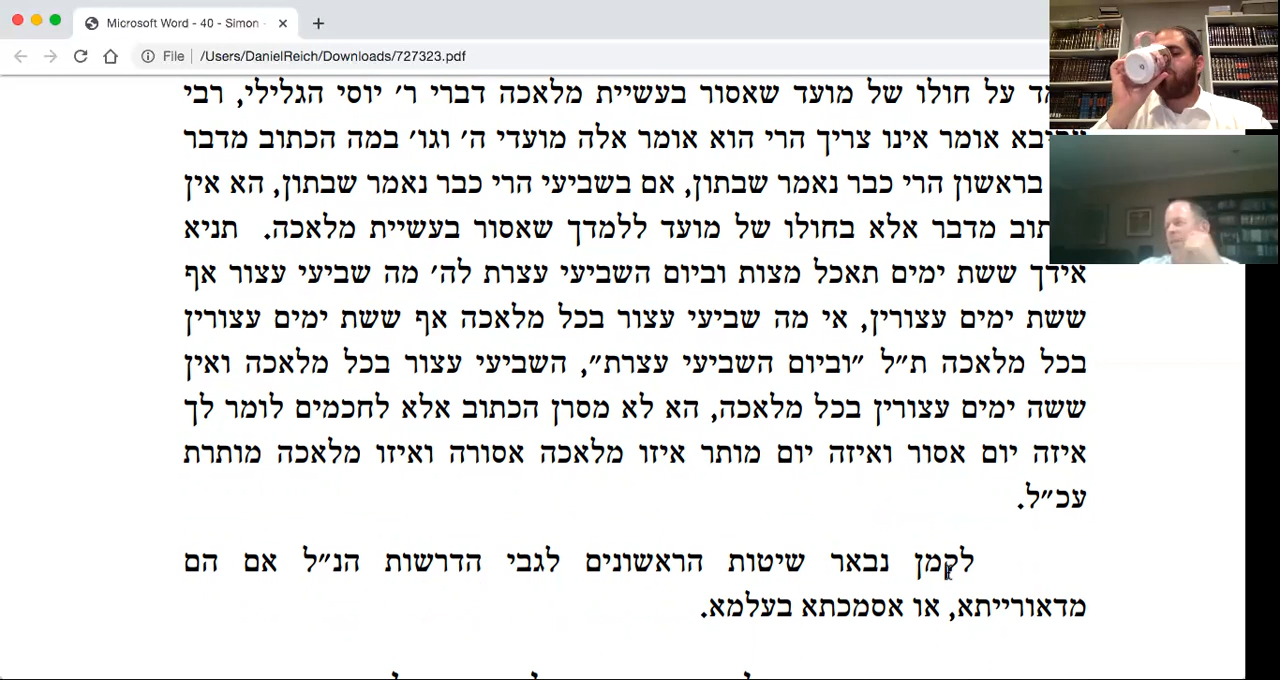 Microsoft Word - 40 - Simon
File /Users/DanielReich/Downloads/727323.pdf
על חולו של מועד שאסור בעשיית מלאכה דברי ר׳ יוסי הגלילי, רבי
אומר אינו צריך הרי הוא אומר אלה מועדי ה׳ וגו׳ במה הכתוב מדבר
בראשון הרי כבר נאמר שבתון, אם בשביעי הרי כבר נאמר שבתון, הא אין
מדבר אלא בחולו של מועד ללמדך שאסור בעשיית מלאכה. תניא
אידך ששת ימים תאכל מצות וביום השביעי עצרת לה׳ מה שביעי עצור אף
ששת ימים עצורין, אי מה שביעי עצור בכל מלאכה אף ששת ימים עצורין
בכל מלאכה ת״ל ״וביום השביעי עצרת״, השביעי עצור בכל מלאכה ואין
ששה ימים עצורין בכל מלאכה, הא לא מסרן הכתוב אלא לחכמים לומר לך
איזה יום אסור ואיזה יום מותר איזו מלאכה אסורה ואיזו מלאכה מותרת
עכ״ל.
לקמן נבאר שיטות הראשונים לגבי הדרשות הנ״ל אם הם
מדאורייתא, או אסמכתא בעלמא.